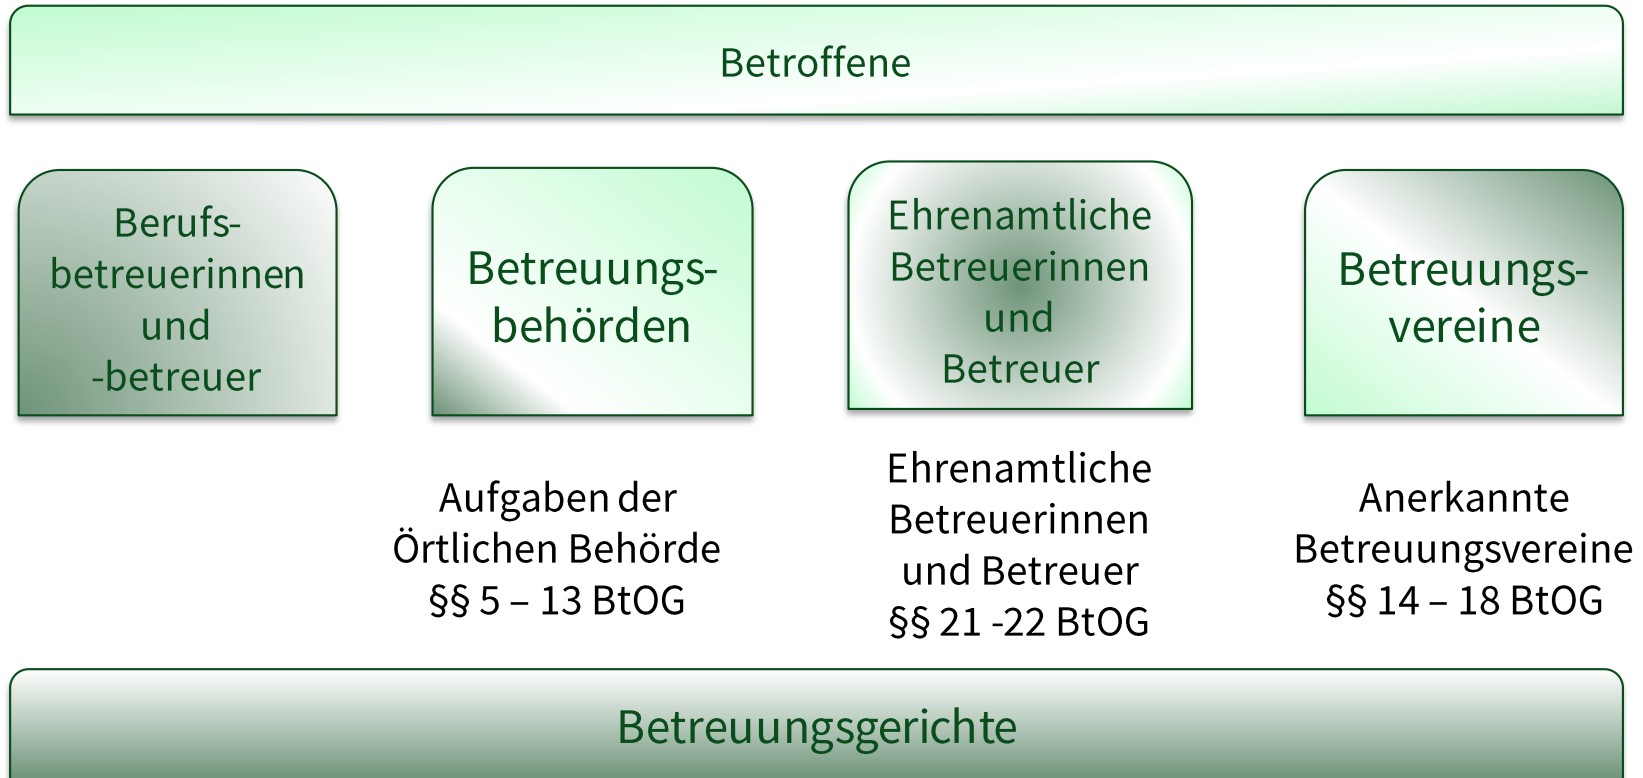 Betroffene
Berufs-
betreuerinnen
und
-betreuer
Betreuungs-
behörden
Ehrenamtliche
Betreuerinnen
und
Betreuer
Betreuungs-
vereine
Aufgaben der
Örtlichen Behörde
§§ 5 – 13 BtOG
Ehrenamtliche
Betreuerinnen
und Betreuer
§§ 21 -22 BtOG
Anerkannte
Betreuungsvereine
§§ 14 – 18 BtOG
Betreuungsgerichte